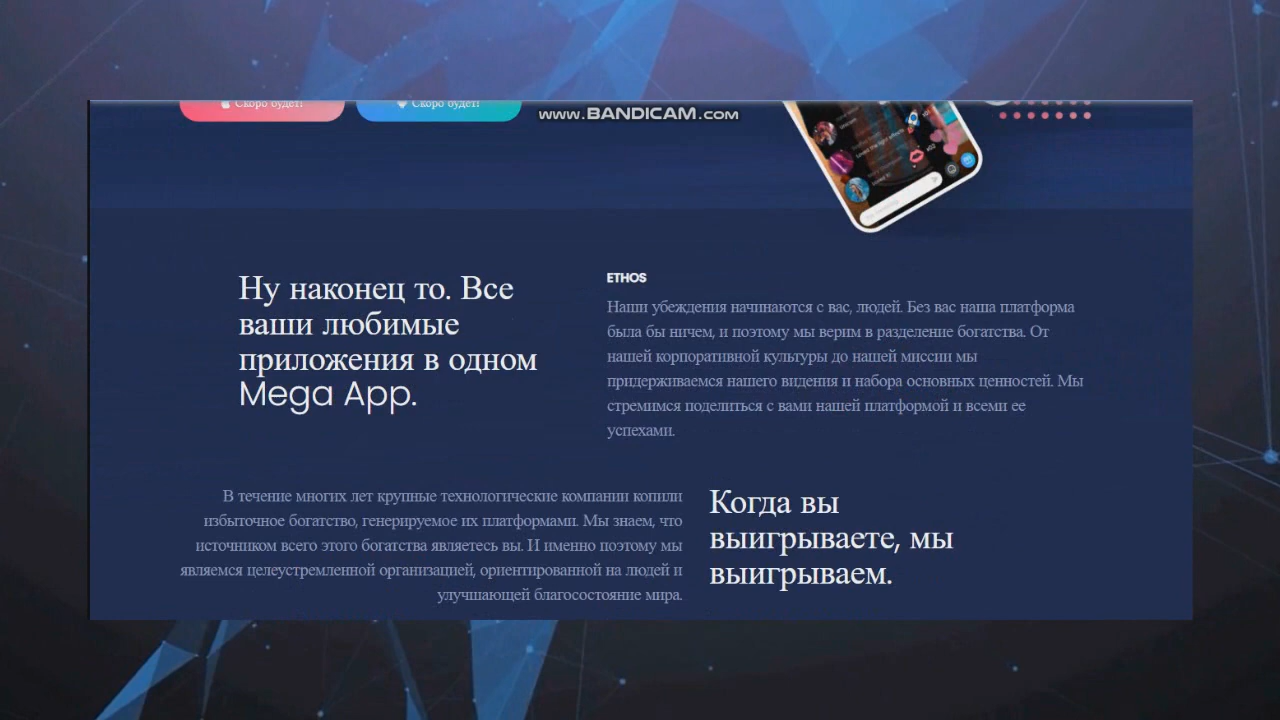 Скоро будет!
Скоро будет!
www.BANDICAM.com
Ну наконец то. Все
ваши любимые
приложения в одном
Mega App.
ETHOS
Наши убеждения начинаются с вас, людей. Без вас наша платформа
была бы ничем, и поэтому мы верим в разделение богатства. От
нашей корпоративной культуры до нашей миссии мы
придерживаемся нашего видения и набора основных ценностей. Мы
стремимся поделиться с вами нашей платформой и всеми ее
успехами.
В течение многих лет крупные технологические компании копили
избыточное богатство, генерируемое их платформами. Мы знаем, что
источником всего этого богатства являетесь вы. И именно поэтому мы
являемся целеустремленной организацией, ориентированной на людей и
улучшающей благосостояние мира.
Когда вы
выигрываете, мы
выигрываем.